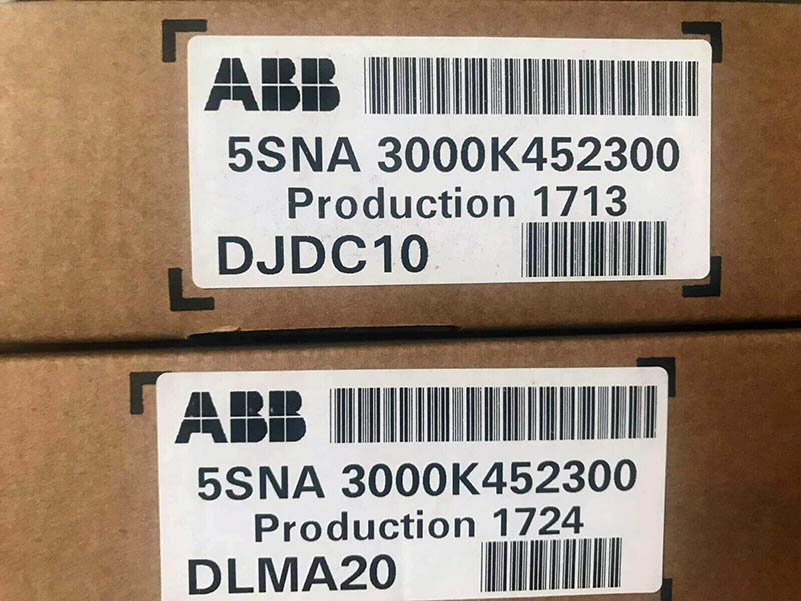 ABB
5SNA 3000K452300
Production 1713
DJDC10
ABB
5SNA 3000K452300
Production 1724
DLMA20